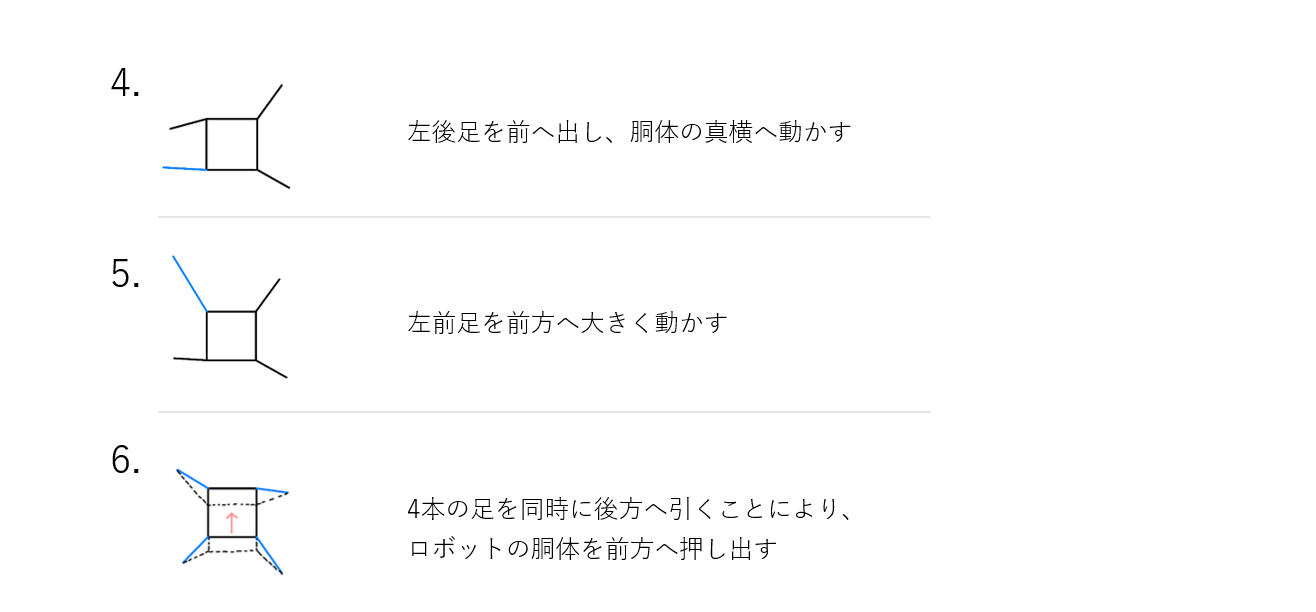 4.
左後足を前へ出し、胴体の真横へ動かす
5.
左前足を前方へ大きく動かす
6.
4本の足を同時に後方へ引くことにより、
ロボットの胴体を前方へ押し出す